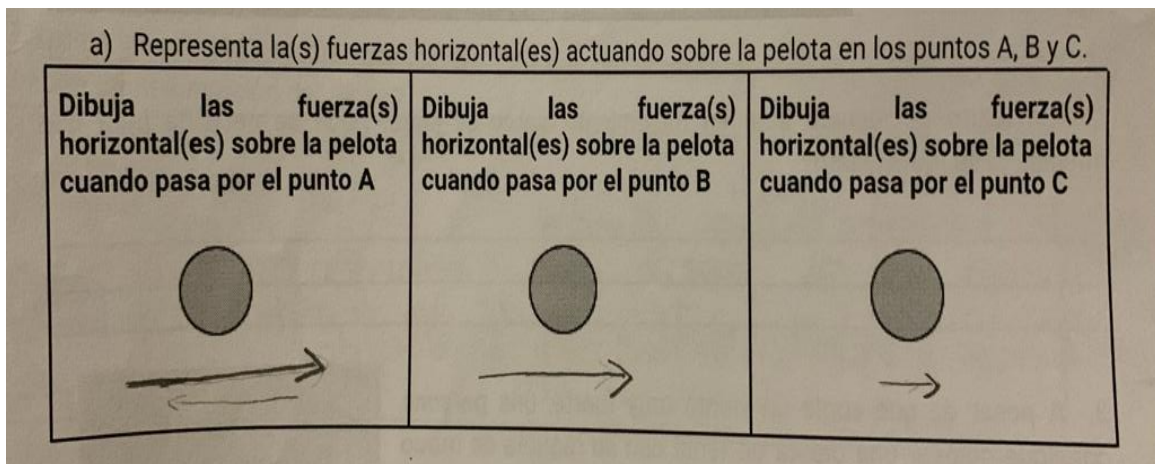 a) Representa la(s) fuerzas horizontal(es) actuando sobre la pelota en los puntos A, B y C.
Dibuja las fuerza(s)
horizontal(es) sobre la pelota
cuando pasa por el punto A
Dibuja las fuerza(s)
horizontal(es) sobre la pelota
cuando pasa por el punto B
Dibuja las fuerza(s)
horizontal(es) sobre la pelota
cuando pasa por el punto C